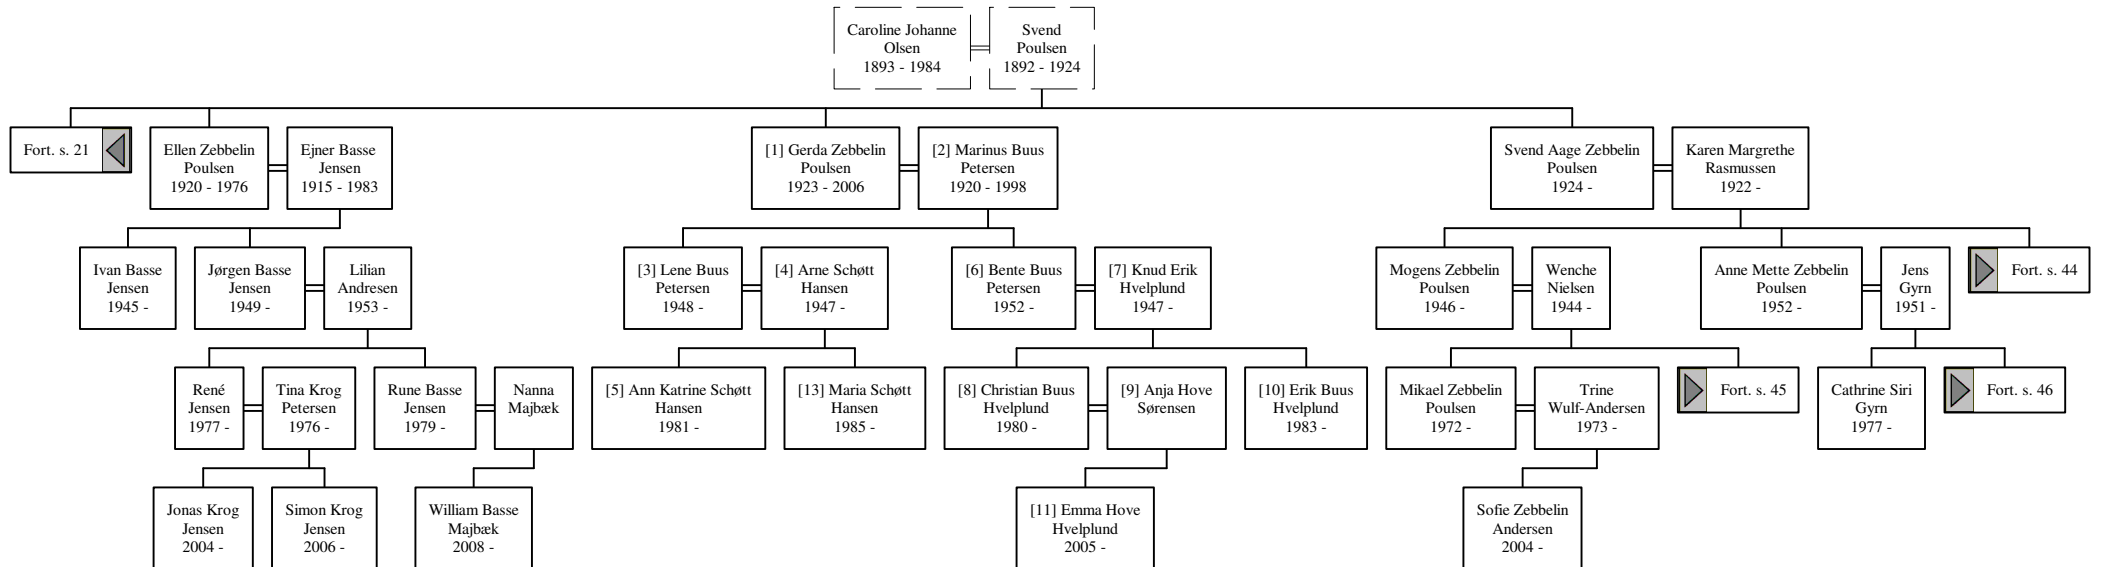 Caroline Johanne
Olsen
1893 - 1984
Svend
Poulsen
1892 - 1924
Fort. s. 21
Ellen Zebbelin
Poulsen
1920 - 1976
Ejner Basse
Jensen
1915 - 1983
[1] Gerda Zebbelin
Poulsen
1923 - 2006
[2] Marinus Buus
Petersen
1920 - 1998
Svend Aage Zebbelin
Poulsen
1924 -
Karen Margrethe
Rasmussen
1922 -
Ivan Basse
Jensen
1945 -
Jørgen Basse
Jensen
1949 -
Lilian
Andresen
1953 -
[3] Lene Buus
Petersen
1948 -
[4] Arne Schøtt
Hansen
1947 -
[6] Bente Buus
Petersen
1952 -
[7] Knud Erik
Hvelplund
1947 -
Mogens Zebbelin
Poulsen
1946 -
Wenche
Nielsen
1944 -
Anne Mette Zebbelin
Poulsen
1952 -
Jens
Gyrn
1951 -
Fort. s. 44
René
Jensen
1977 -
Tina Krog
Petersen
1976 -
Rune Basse
Jensen
1979 -
Nanna
Majbæk
[5] Ann Katrine Schøtt
Hansen
1981 -
[13] Maria Schøtt
Hansen
1985 -
[8] Christian Buus
Hvelplund
1980 -
[9] Anja Hove
Sørensen
[10] Erik Buus
Hvelplund
1983 -
Mikael Zebbelin
Poulsen
1972 -
Trine
Wulf-Andersen
1973 -
Fort. s. 45
Cathrine Siri
Gyrn
1977 -
Fort. s. 46
Jonas Krog
Jensen
2004 -
Simon Krog
Jensen
2006 -
William Basse
Majbæk
2008 -
[11] Emma Hove
Hvelplund
2005 -
Sofie Zebbelin
Andersen
2004 -